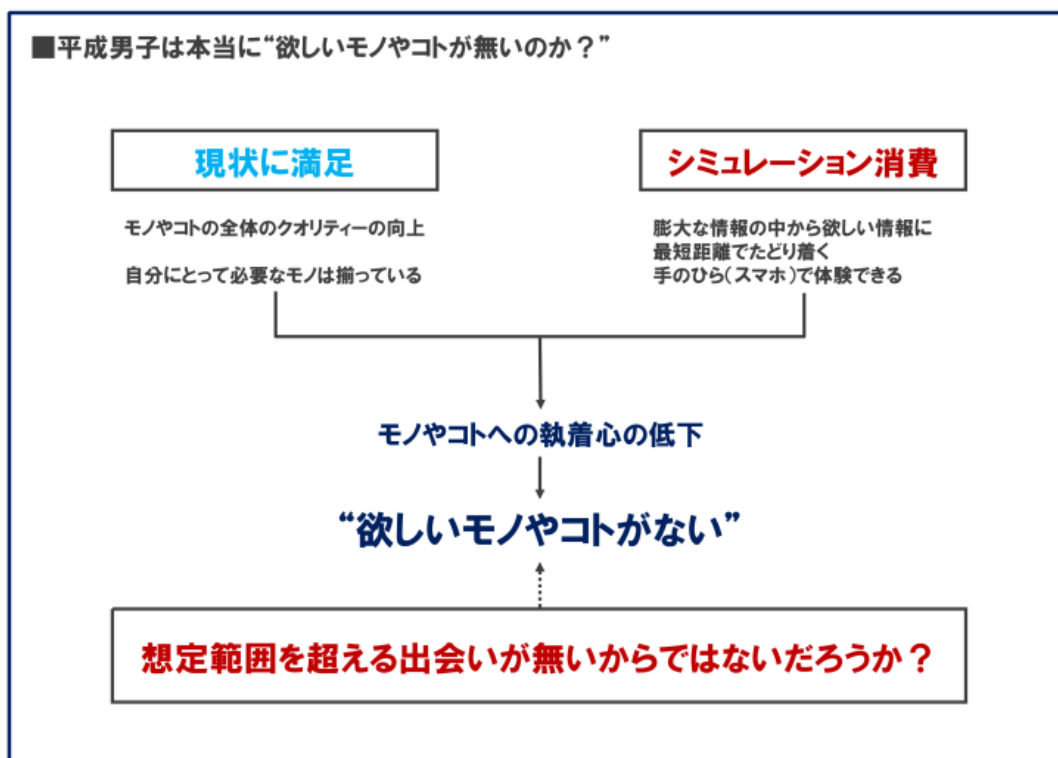 ■平成男子は本当に“欲しいモノやコトが無いのか？”
現状に満足
モノやコトの全体のクオリティーの向上
自分にとって必要なモノは揃っている
シミュレーション消費
膨大な情報の中から欲しい情報に
最短距離でたどり着く
手のひら(スマホ)で体験できる
モノやコトへの執着心の低下
“欲しいモノやコトがない”
想定範囲を超える出会いが無いからではないだろうか？